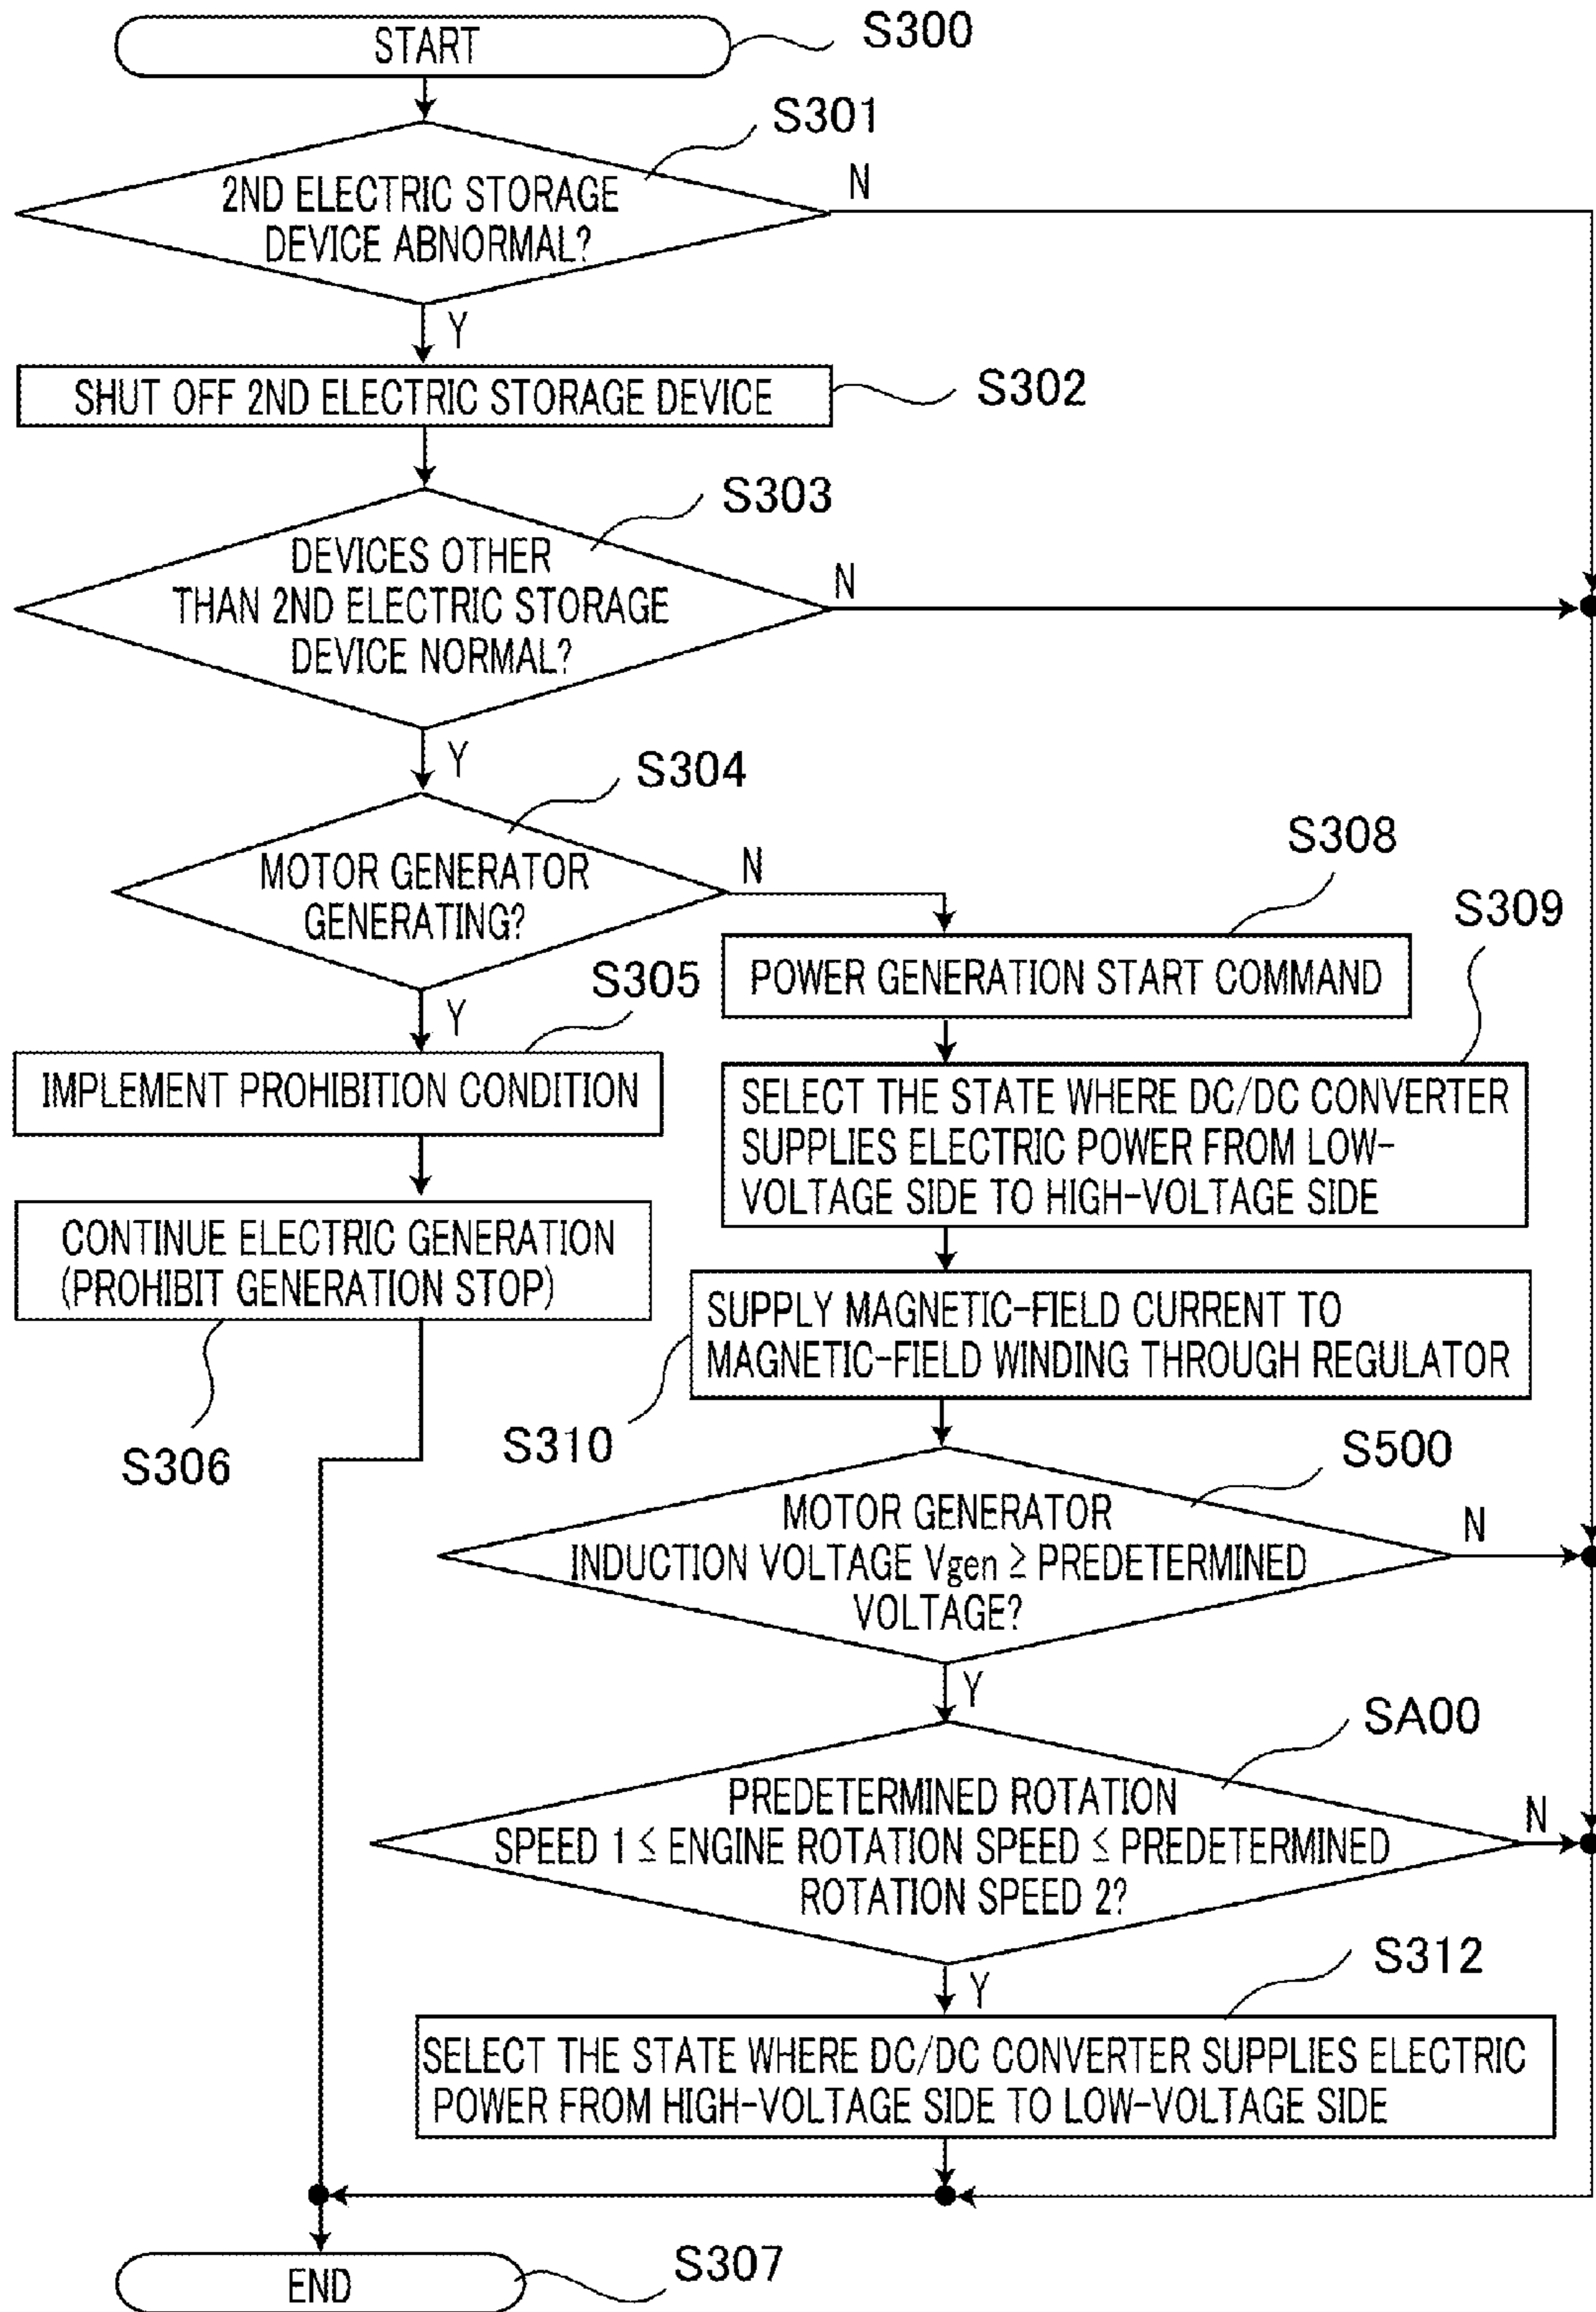 START
S300
S301
2ND ELECTRIC STORAGE
DEVICE ABNORMAL?
N
Y
SHUT OFF 2ND ELECTRIC STORAGE DEVICE
S302
S303
DEVICES OTHER
THAN 2ND ELECTRIC STORAGE
DEVICE NORMAL?
N
Y
S304
MOTOR GENERATOR
GENERATING?
N
Y
S305
IMPLEMENT PROHIBITION CONDITION
CONTINUE ELECTRIC GENERATION
(PROHIBIT GENERATION STOP)
S306
S308
POWER GENERATION START COMMAND
S309
SELECT THE STATE WHERE DC/DC CONVERTER
SUPPLIES ELECTRIC POWER FROM LOW-
VOLTAGE SIDE TO HIGH-VOLTAGE SIDE
SUPPLY MAGNETIC-FIELD CURRENT TO
MAGNETIC-FIELD WINDING THROUGH REGULATOR
S310
S500
MOTOR GENERATOR
INDUCTION VOLTAGE Vgen ≥ PREDETERMINED
VOLTAGE?
N
Y
SA00
PREDETERMINED ROTATION
SPEED 1 ≤ ENGINE ROTATION SPEED ≤ PREDETERMINED
ROTATION SPEED 2?
N
Y
S312
SELECT THE STATE WHERE DC/DC CONVERTER SUPPLIES ELECTRIC
POWER FROM HIGH-VOLTAGE SIDE TO LOW-VOLTAGE SIDE
END
S307